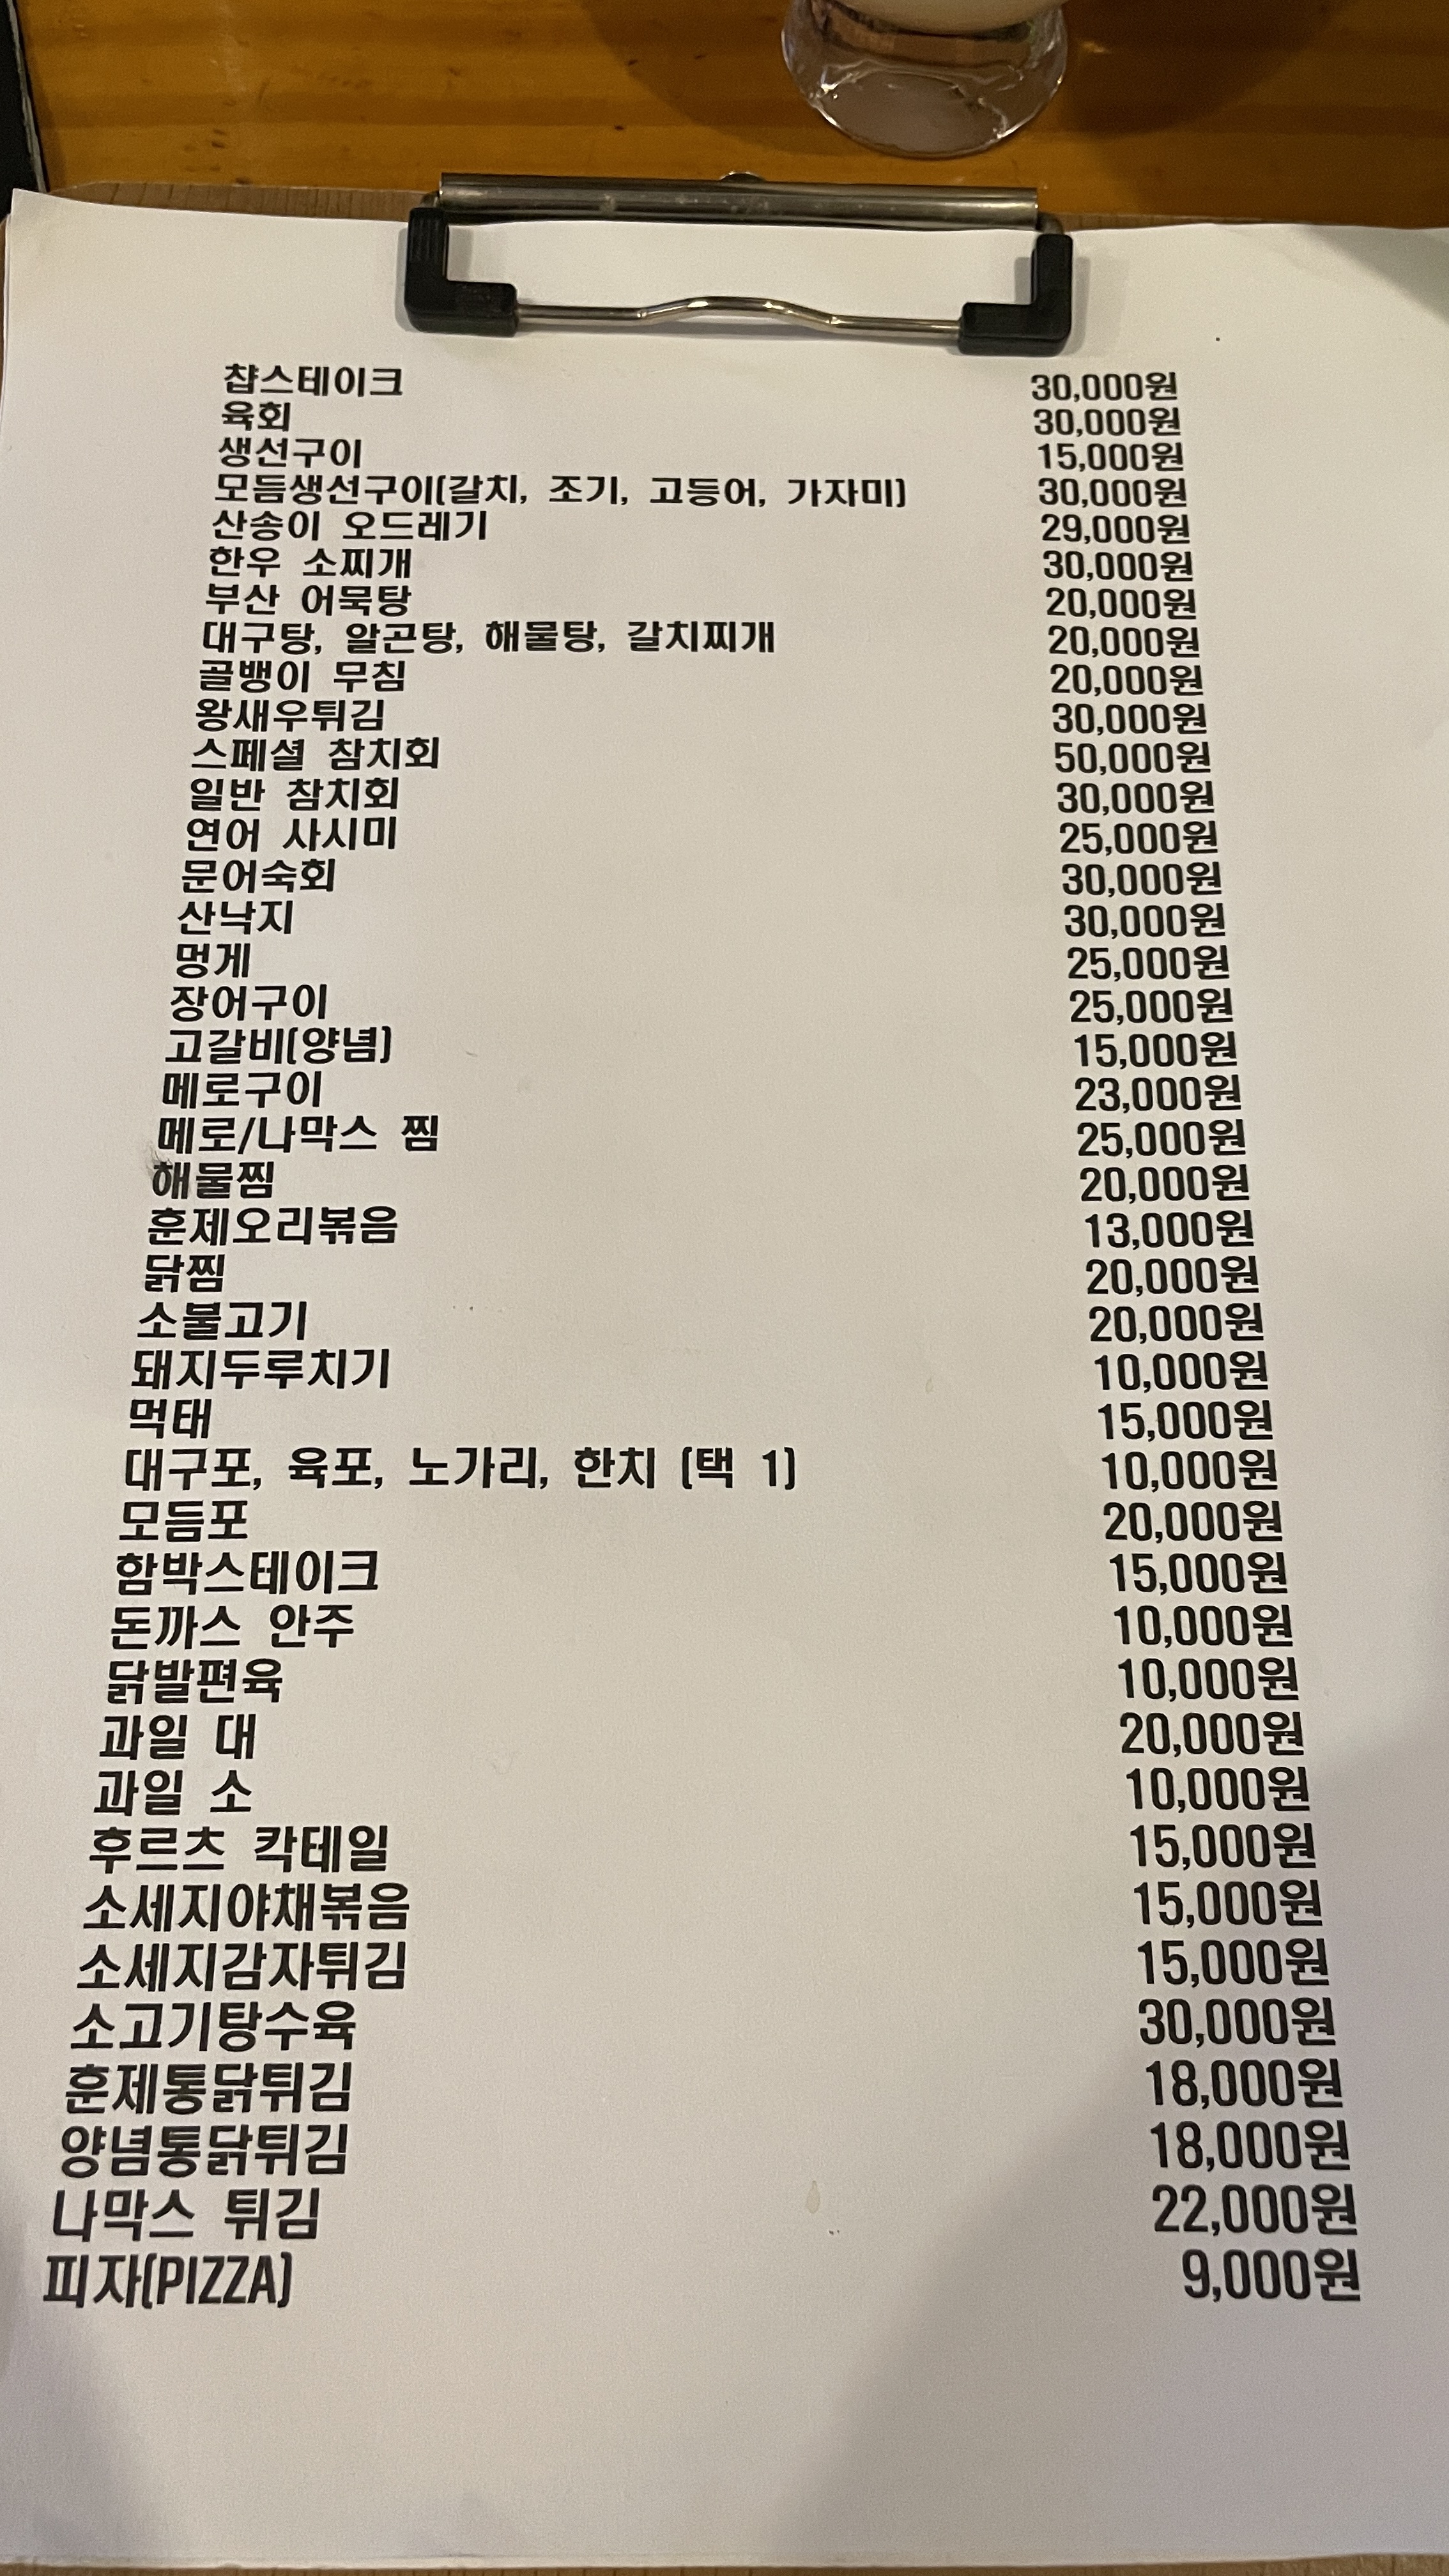 찹스테이크 30,000원
육회 30,000원
생선구이 15,000원
모듬생선구이(갈치, 조기, 고등어, 가자미) 30,000원
산송이 오드레기 29,000원
한우 소찌개 30,000원
부산 어묵탕 20,000원
대구탕, 알곤탕, 해물탕, 갈치찌개 20,000원
골뱅이 무침 20,000원
왕새우튀김 30,000원
스페셜 참치회 50,000원
일반 참치회 30,000원
연어 사시미 25,000원
문어숙회 30,000원
산낙지 30,000원
멍게 25,000원
장어구이 25,000원
고갈비(양념) 15,000원
메로구이 23,000원
메로/나막스 찜 25,000원
해물찜 20,000원
훈제오리볶음 13,000원
닭찜 20,000원
소불고기 20,000원
돼지두루치기 10,000원
먹태 15,000원
대구포, 육포, 노가리, 한치 (택 1) 10,000원
모듬포 20,000원
함박스테이크 15,000원
돈까스 안주 10,000원
닭발편육 10,000원
과일 대 20,000원
과일 소 10,000원
후르츠 칵테일 15,000원
소세지야채볶음 15,000원
소세지감자튀김 15,000원
소고기탕수육 30,000원
훈제통닭튀김 18,000원
양념통닭튀김 18,000원
나막스 튀김 22,000원
피자(PIZZA) 9,000원